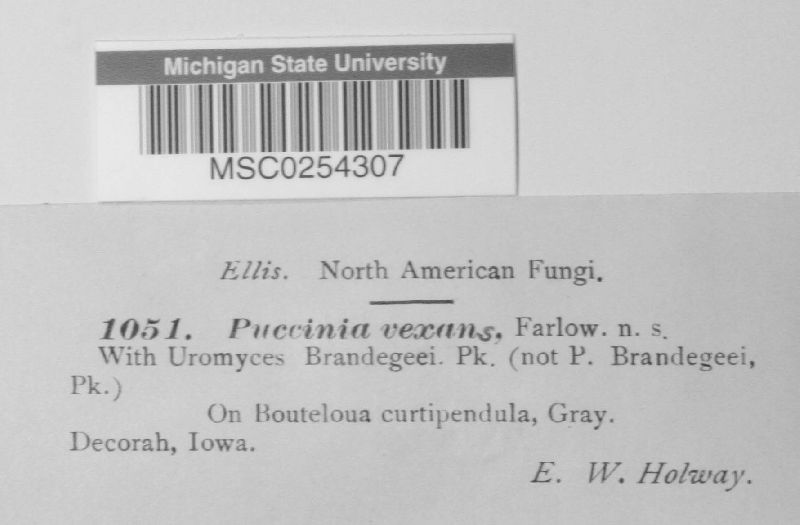 Michigan State University
MSC0254307
Ellis. North American Fungi.
1051. Puccinia vexans, Farlow. n. s.
With Uromyces Brandegeei. Pk. (not P. Brandegeei,
Pk.)
On Bouteloua curtipendula, Gray.
Decorah, Iowa.
E. W. Holway.